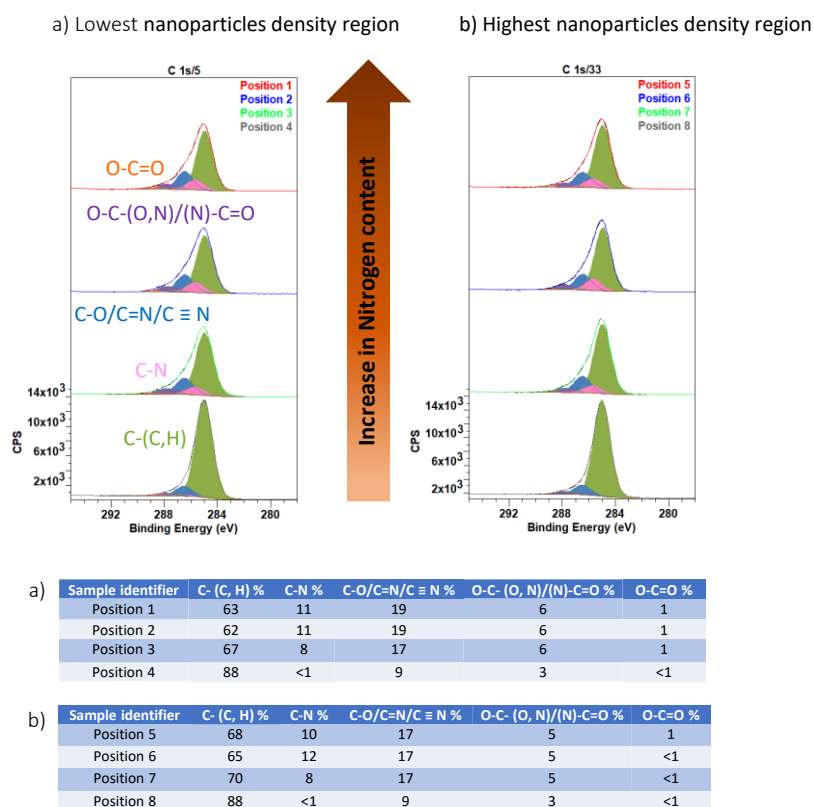 a) Lowest nanoparticles density region
b) Highest nanoparticles density region
C 1s/5
Position 1
Position 2
Position 3
Position 4
O-C=O
O-C-(O,N)/(N)-C=O
C-O/C=N/C ≡ N
C-N
C-(C,H)
14x10³
10x10³
6x10³
2x10³
CPS
292 288 284 280
Binding Energy (eV)
Increase in Nitrogen content
C 1s/33
Position 5
Position 6
Position 7
Position 8
14x10³
10x10³
6x10³
2x10³
CPS
292 288 284 280
Binding Energy (eV)
a)
Sample identifier C- (C, H) % C-N % C-O/C=N/C ≡ N % O-C- (O, N)/(N)-C=O % O-C=O %
Position 1 63 11 19 6 1
Position 2 62 11 19 6 1
Position 3 67 8 17 6 1
Position 4 88 <1 9 3 <1
b)
Sample identifier C- (C, H) % C-N % C-O/C=N/C ≡ N % O-C- (O, N)/(N)-C=O % O-C=O %
Position 5 68 10 17 5 1
Position 6 65 12 17 5 <1
Position 7 70 8 17 5 <1
Position 8 88 <1 9 3 <1